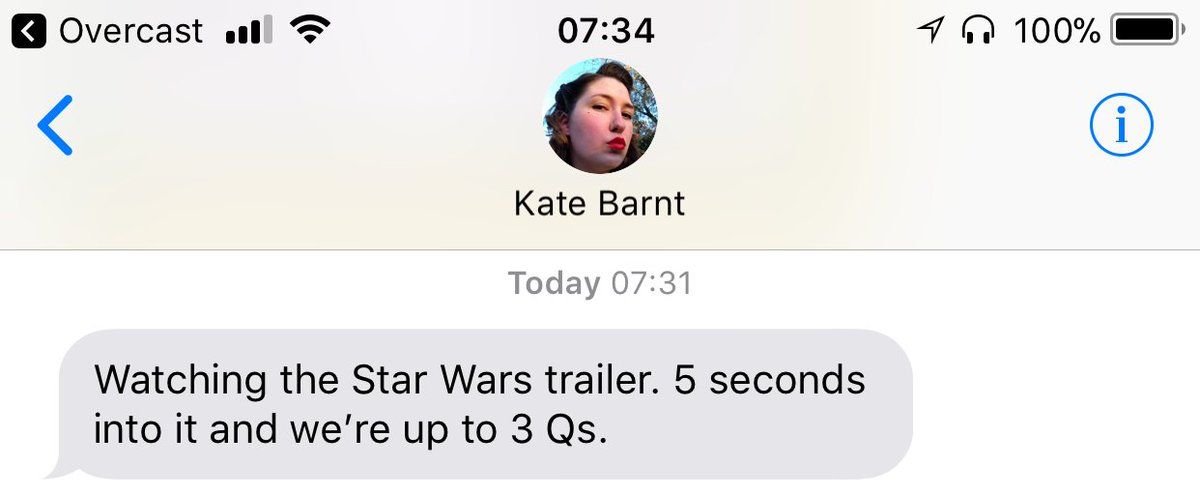 Overcast 07:34 100%
Kate Barnt
Today 07:31
Watching the Star Wars trailer. 5 seconds
into it and we’re up to 3 Qs.